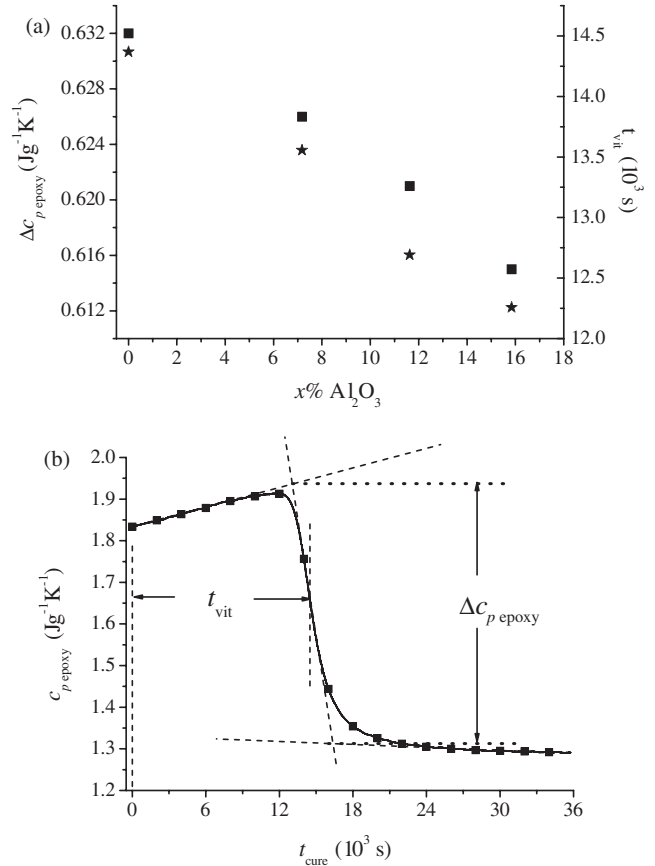 (a)
0.632
0.628
0.624
0.620
0.616
0.612
Δc_p epoxy (Jg⁻¹K⁻¹)
14.5
14.0
13.5
13.0
12.5
12.0
t_vit (10³ s)
0 2 4 6 8 10 12 14 16 18
x% Al₂O₃
(b)
2.0
1.9
1.8
1.7
1.6
1.5
1.4
1.3
1.2
c_p epoxy (Jg⁻¹K⁻¹)
t_vit
Δc_p epoxy
0 6 12 18 24 30 36
t_cure (10³ s)